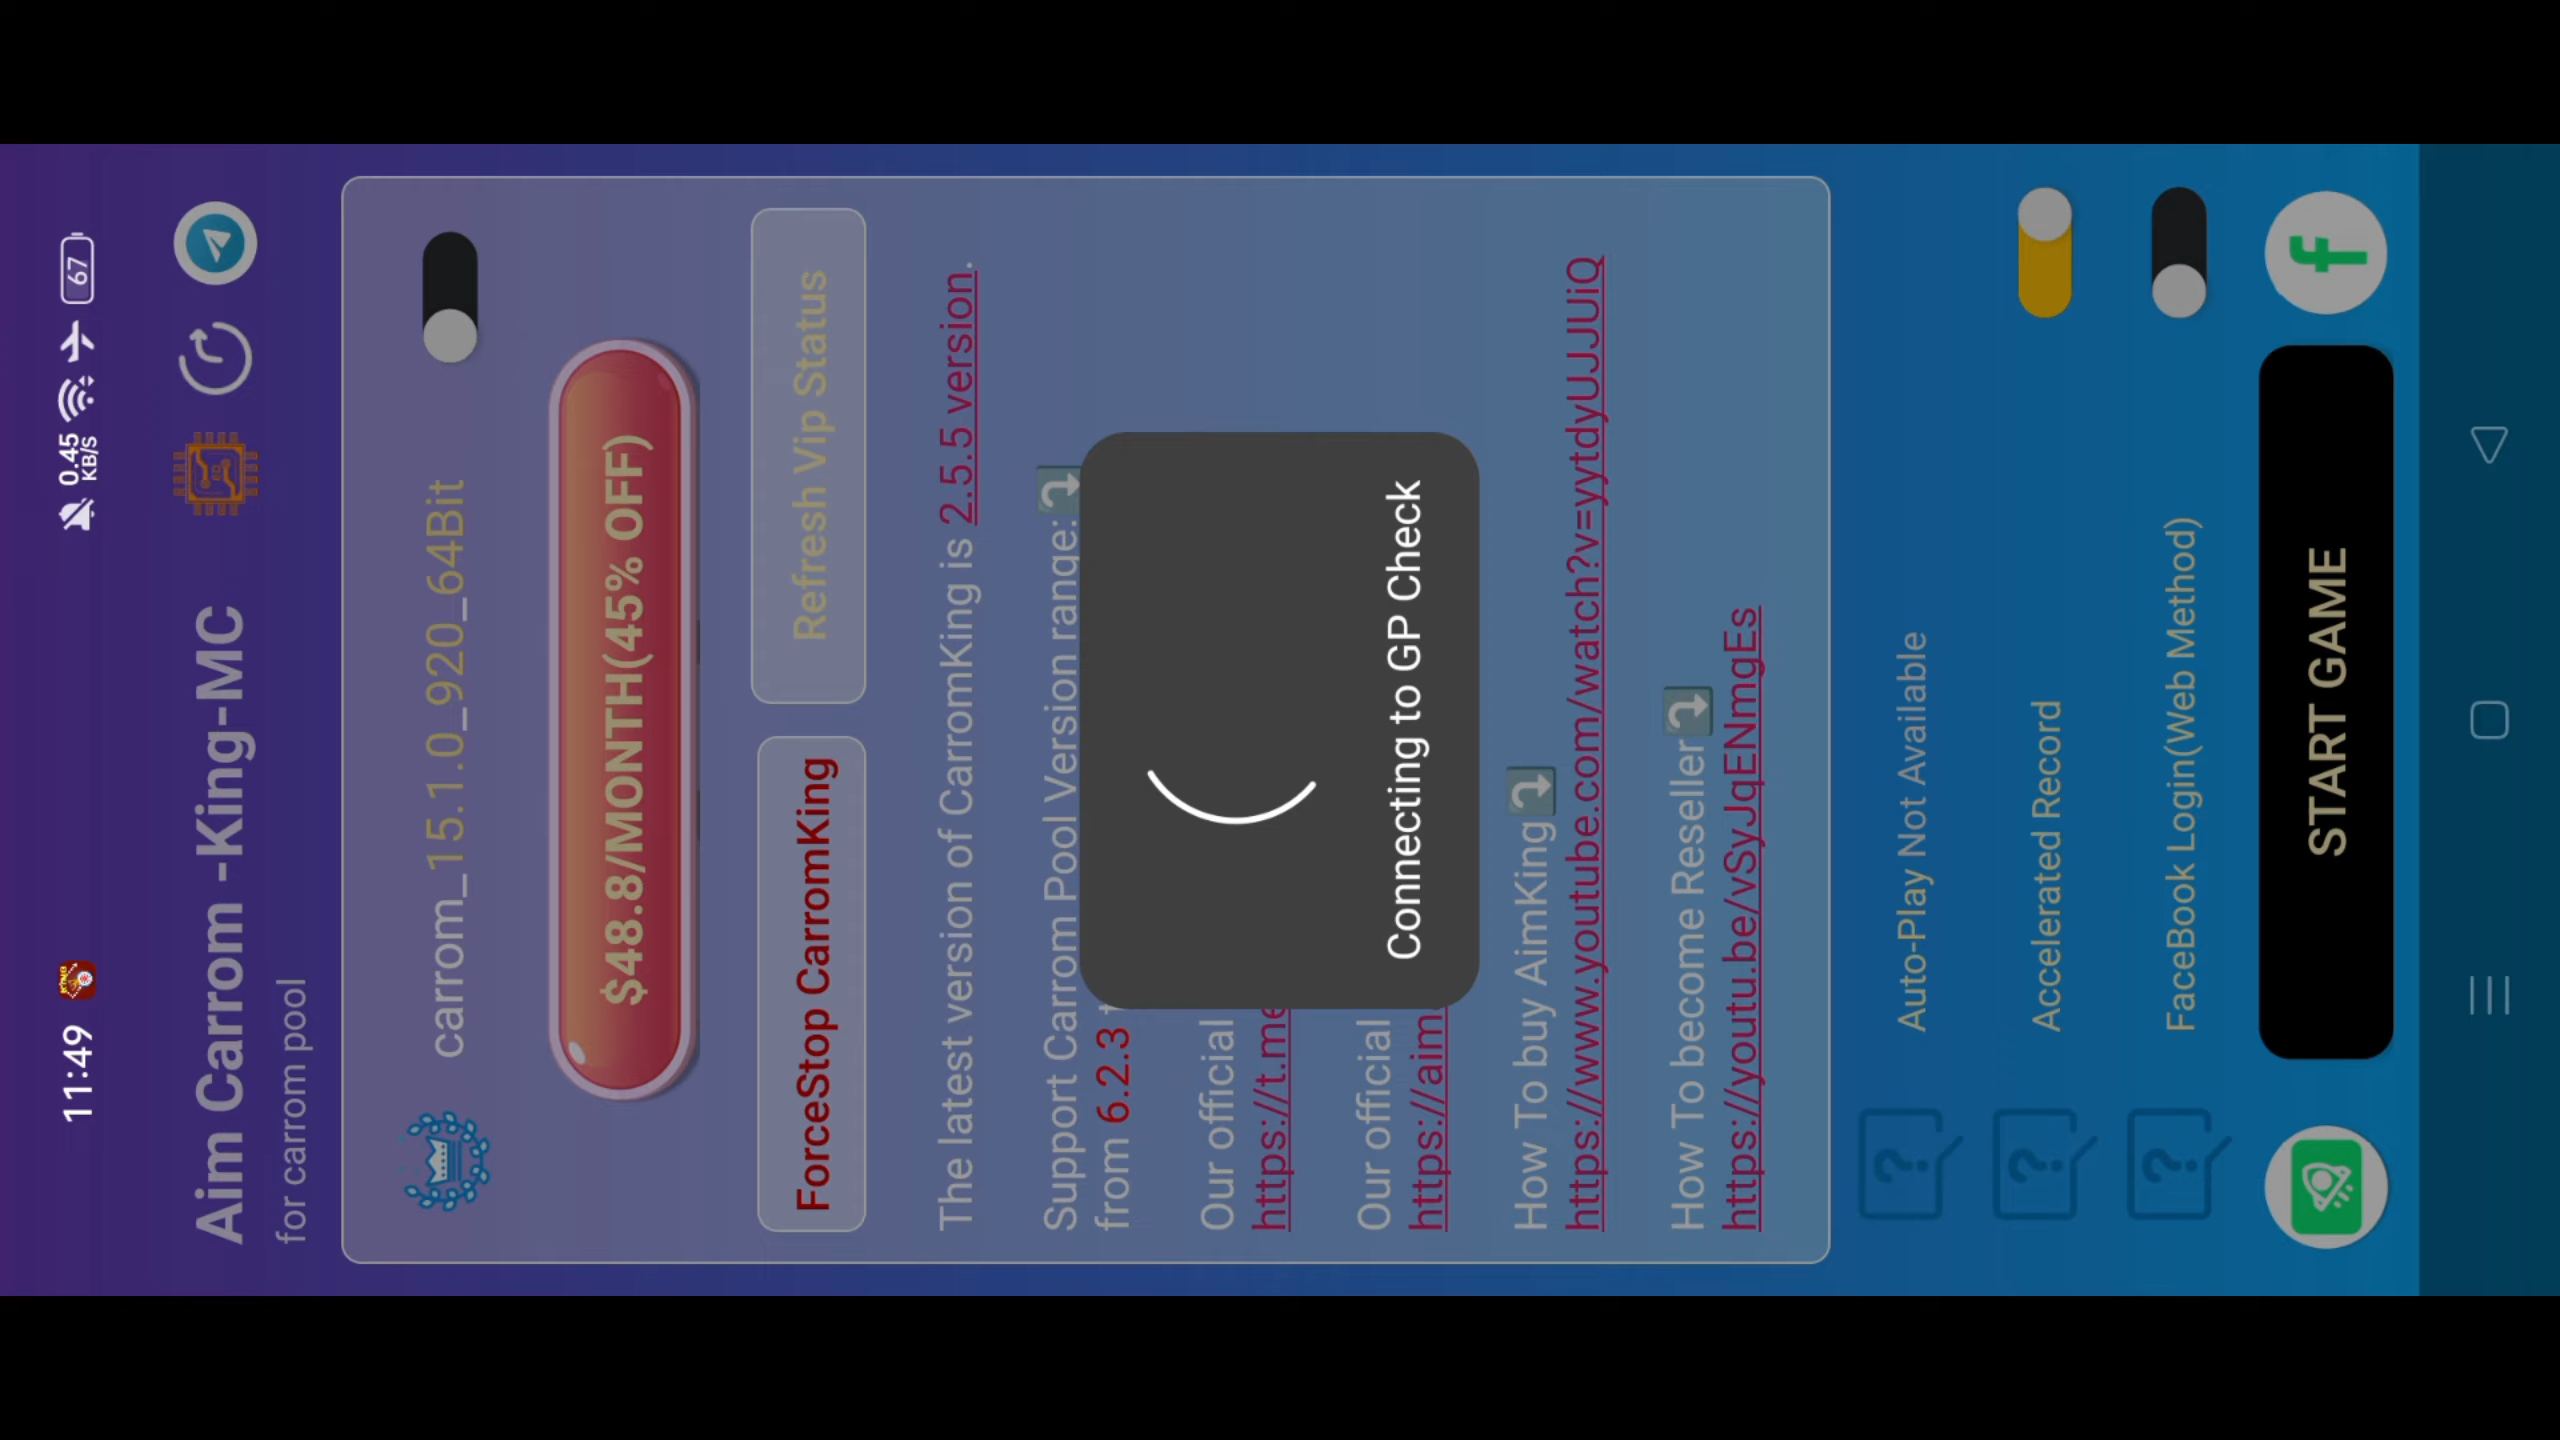 11:49
0.45
KB/s
67
Aim Carrom -King-MC
for carrom pool
carrom_15.1.0_920_64Bit
$48.8/MONTH(45% OFF)
ForceStop CarromKing
Refresh Vip Status
The latest version of CarromKing is 2.5.5 version.
Support Carrom Pool Version range:
from 6.2.3
Our official
https://t.me
Our official
https://aim
Connecting to GP Check
How To buy AimKing
https://www.youtube.com/watch?v=yytdyUJJUiQ
How To become Reseller
https://youtu.be/vSyJqENmgEs
Auto-Play Not Available
Accelerated Record
FaceBook Login(Web Method)
START GAME